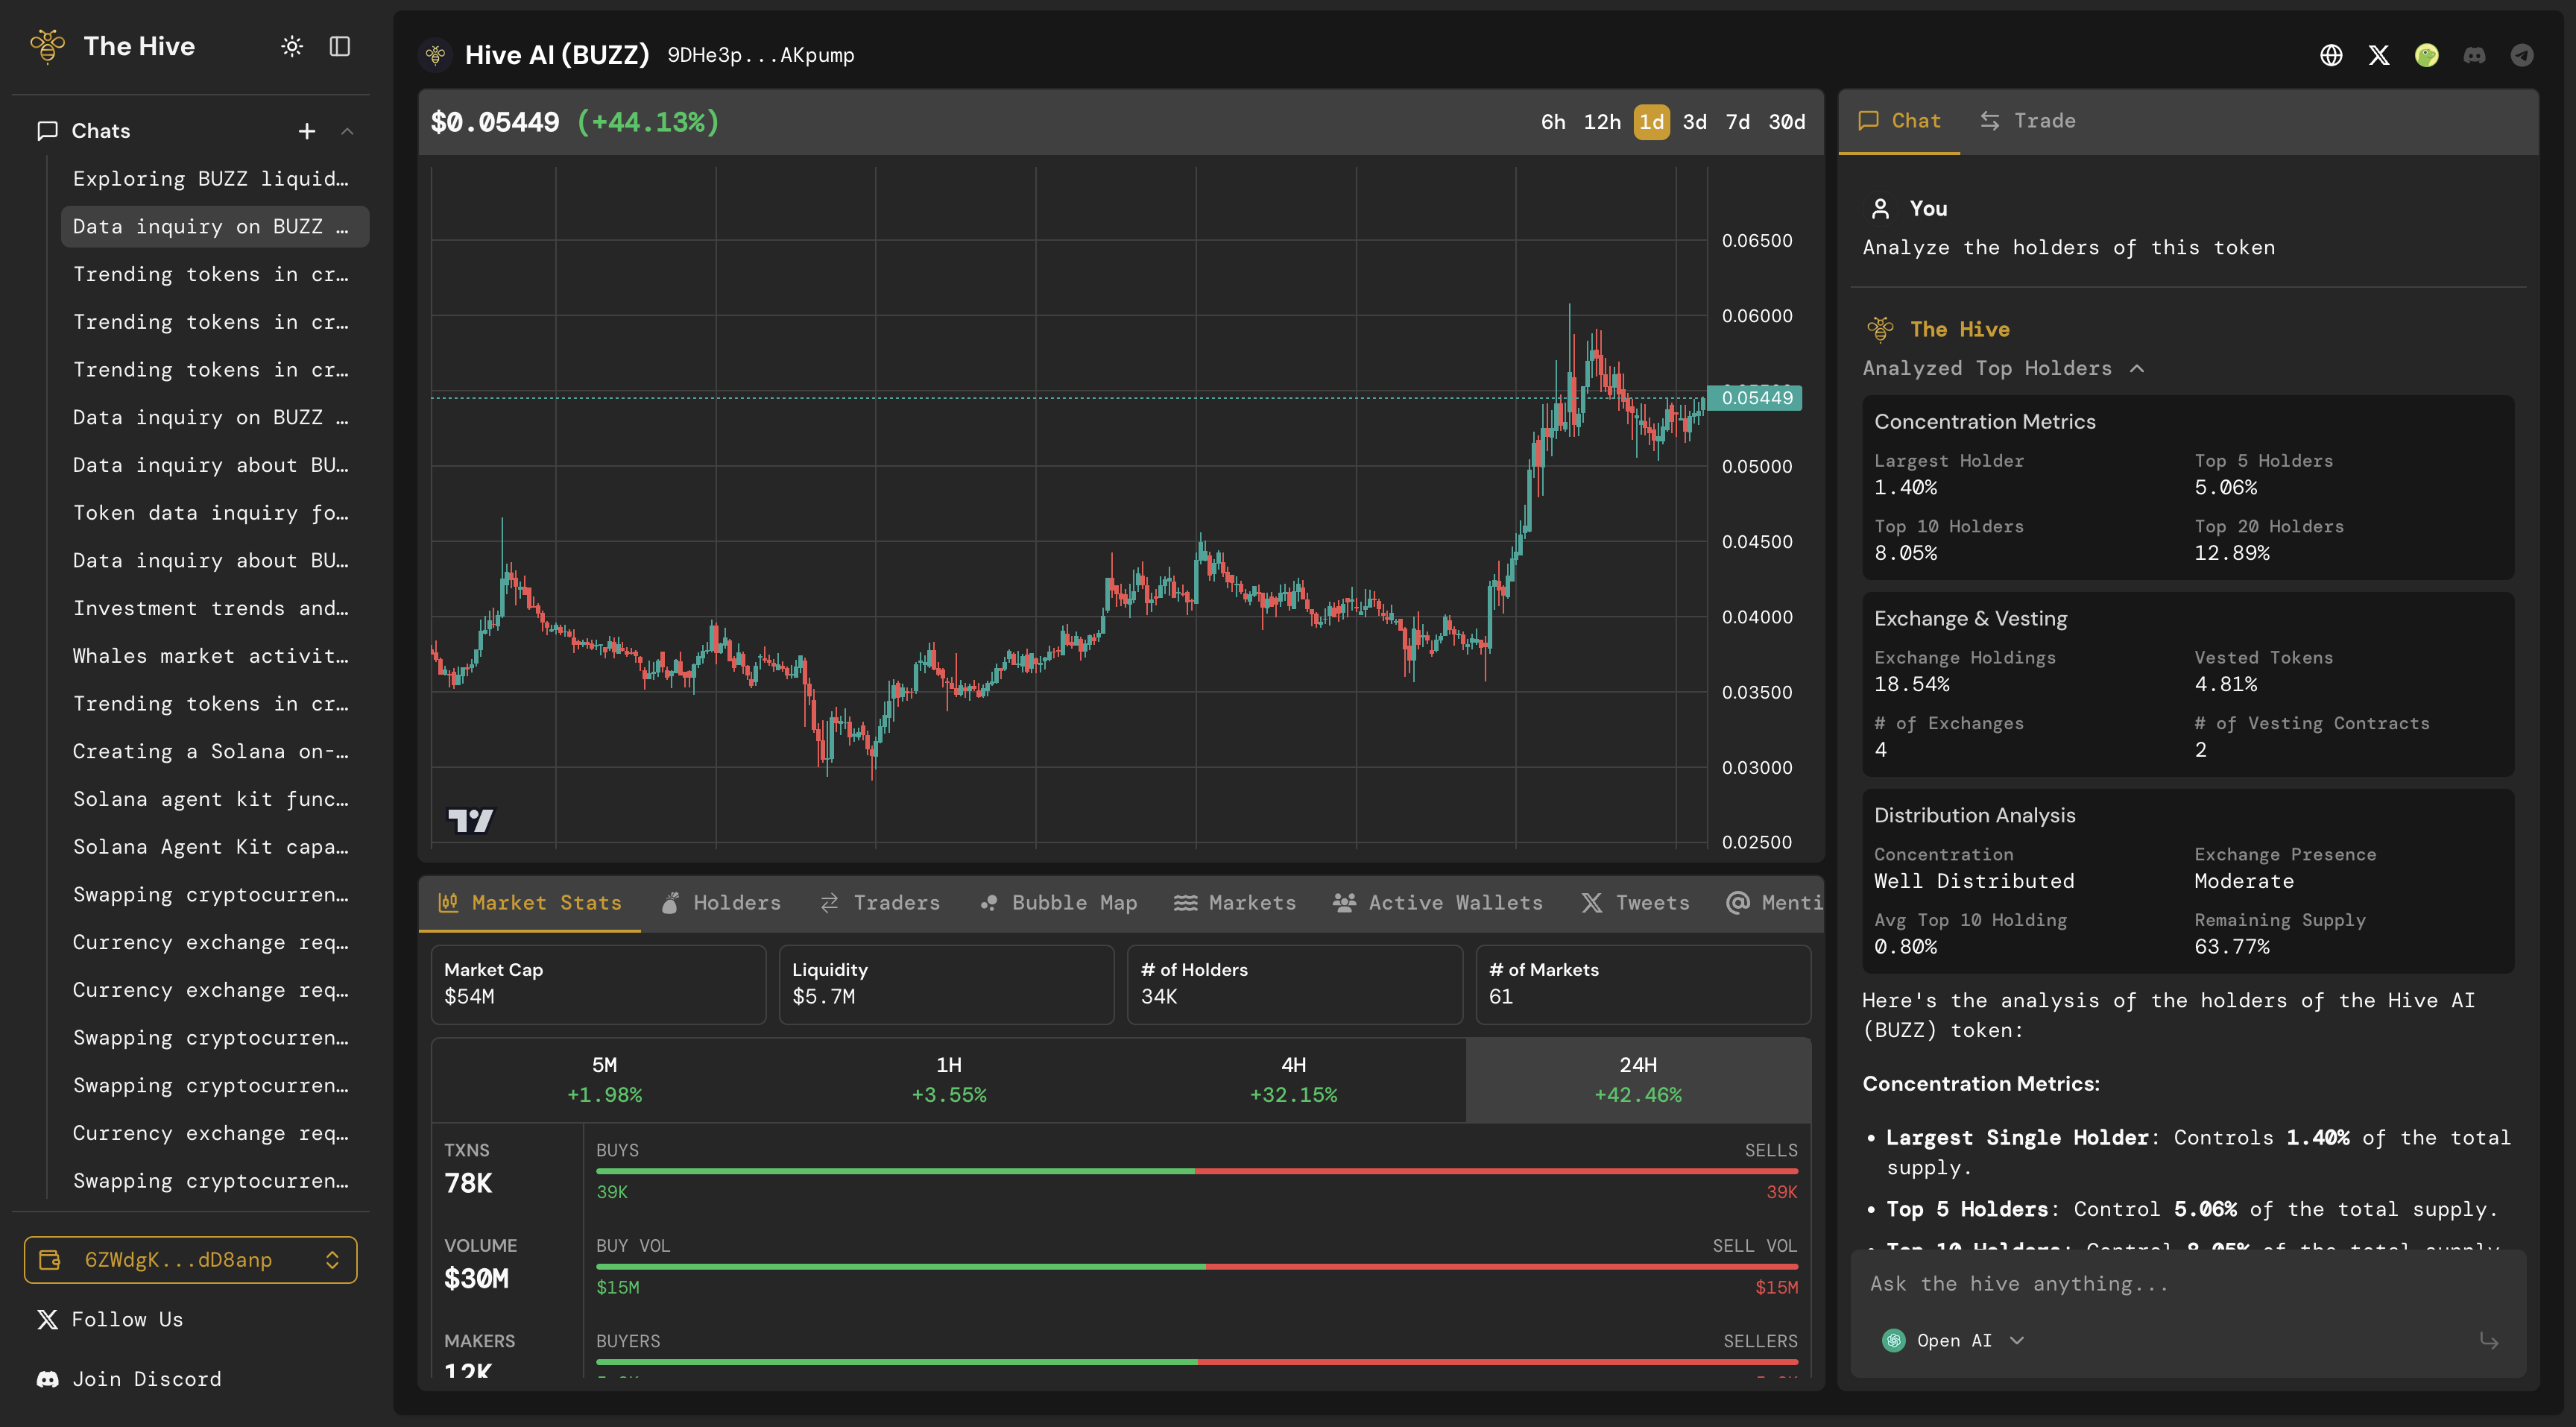 The Hive
Chats
Exploring BUZZ liquid…
Data inquiry on BUZZ …
Trending tokens in cr…
Trending tokens in cr…
Trending tokens in cr…
Data inquiry on BUZZ …
Data inquiry about BU…
Token data inquiry fo…
Data inquiry about BU…
Investment trends and…
Whales market activit…
Trending tokens in cr…
Creating a Solana on-…
Solana agent kit func…
Solana Agent Kit capa…
Swapping cryptocurren…
Currency exchange req…
Currency exchange req…
Swapping cryptocurren…
Swapping cryptocurren…
Currency exchange req…
Swapping cryptocurren…
6ZWdgK...dD8anp
Follow Us
Join Discord
Hive AI (BUZZ) 9DHe3p...AKpump
$0.05449 (+44.13%)
6h 12h 1d 3d 7d 30d
0.06500
0.06000
0.05449
0.05000
0.04500
0.04000
0.03500
0.03000
0.02500
Market Stats Holders Traders Bubble Map Markets Active Wallets Tweets Menti
Market Cap
$54M
Liquidity
$5.7M
# of Holders
34K
# of Markets
61
5M
+1.98%
1H
+3.55%
4H
+32.15%
24H
+42.46%
TXNS
78K
BUYS SELLS
39K 39K
VOLUME
$30M
BUY VOL SELL VOL
$15M $15M
MAKERS
12K
BUYERS SELLERS
Chat Trade
You
Analyze the holders of this token
The Hive
Analyzed Top Holders
Concentration Metrics
Largest Holder Top 5 Holders
1.40% 5.06%
Top 10 Holders Top 20 Holders
8.05% 12.89%
Exchange & Vesting
Exchange Holdings Vested Tokens
18.54% 4.81%
# of Exchanges # of Vesting Contracts
4 2
Distribution Analysis
Concentration Exchange Presence
Well Distributed Moderate
Avg Top 10 Holding Remaining Supply
0.80% 63.77%
Here's the analysis of the holders of the Hive AI
(BUZZ) token:
Concentration Metrics:
• Largest Single Holder: Controls 1.40% of the total
supply.
• Top 5 Holders: Control 5.06% of the total supply.
• Top 10 Holders: Control 8.05% of the total supply.
Ask the hive anything...
Open AI